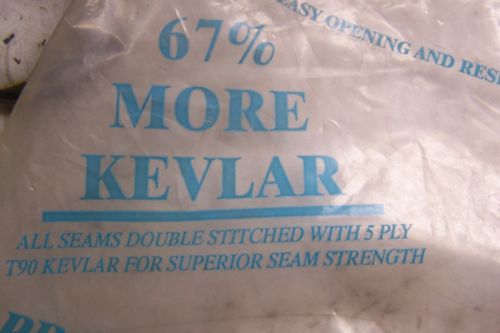 EASY OPENING AND
67%
MORE
KEVLAR
ALL SEAMS DOUBLE STITCHED WITH 5 PLY
T90 KEVLAR FOR SUPERIOR SEAM STRENGTH